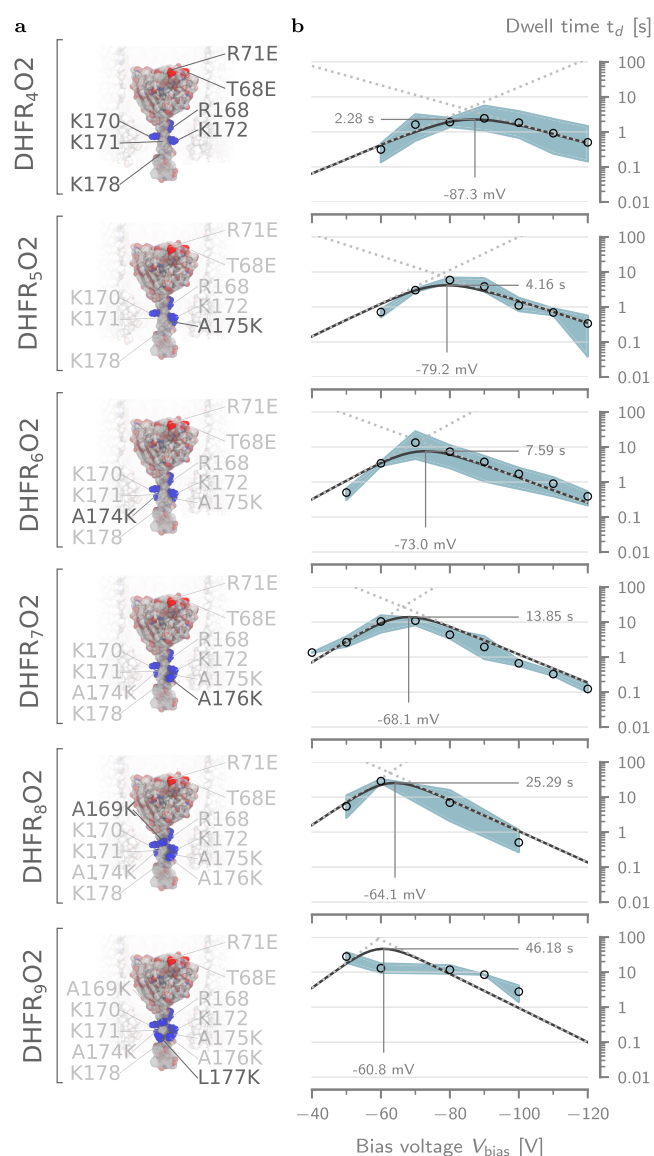 a
b
Dwell time t_d [s]
DHFR₄O2
R71E
T68E
R168
K170
K172
K171
K178
2.28 s
-87.3 mV
100
10
1
0.1
0.01
DHFR₅O2
R71E
T68E
R168
K170
K172
K171
A175K
K178
4.16 s
-79.2 mV
100
10
1
0.1
0.01
DHFR₆O2
R71E
T68E
R168
K170
K172
K171
A175K
A174K
K178
7.59 s
-73.0 mV
100
10
1
0.1
0.01
DHFR₇O2
R71E
T68E
R168
K170
K172
K171
A175K
A174K
A176K
K178
13.85 s
-68.1 mV
100
10
1
0.1
0.01
DHFR₈O2
R71E
T68E
A169K
R168
K170
K172
K171
A175K
A174K
A176K
K178
25.29 s
-64.1 mV
100
10
1
0.1
0.01
DHFR₉O2
R71E
T68E
A169K
R168
K170
K172
K171
A175K
A174K
A176K
K178
L177K
46.18 s
-60.8 mV
100
10
1
0.1
0.01
−40 −60 −80 −100 −120
Bias voltage V_bias [V]